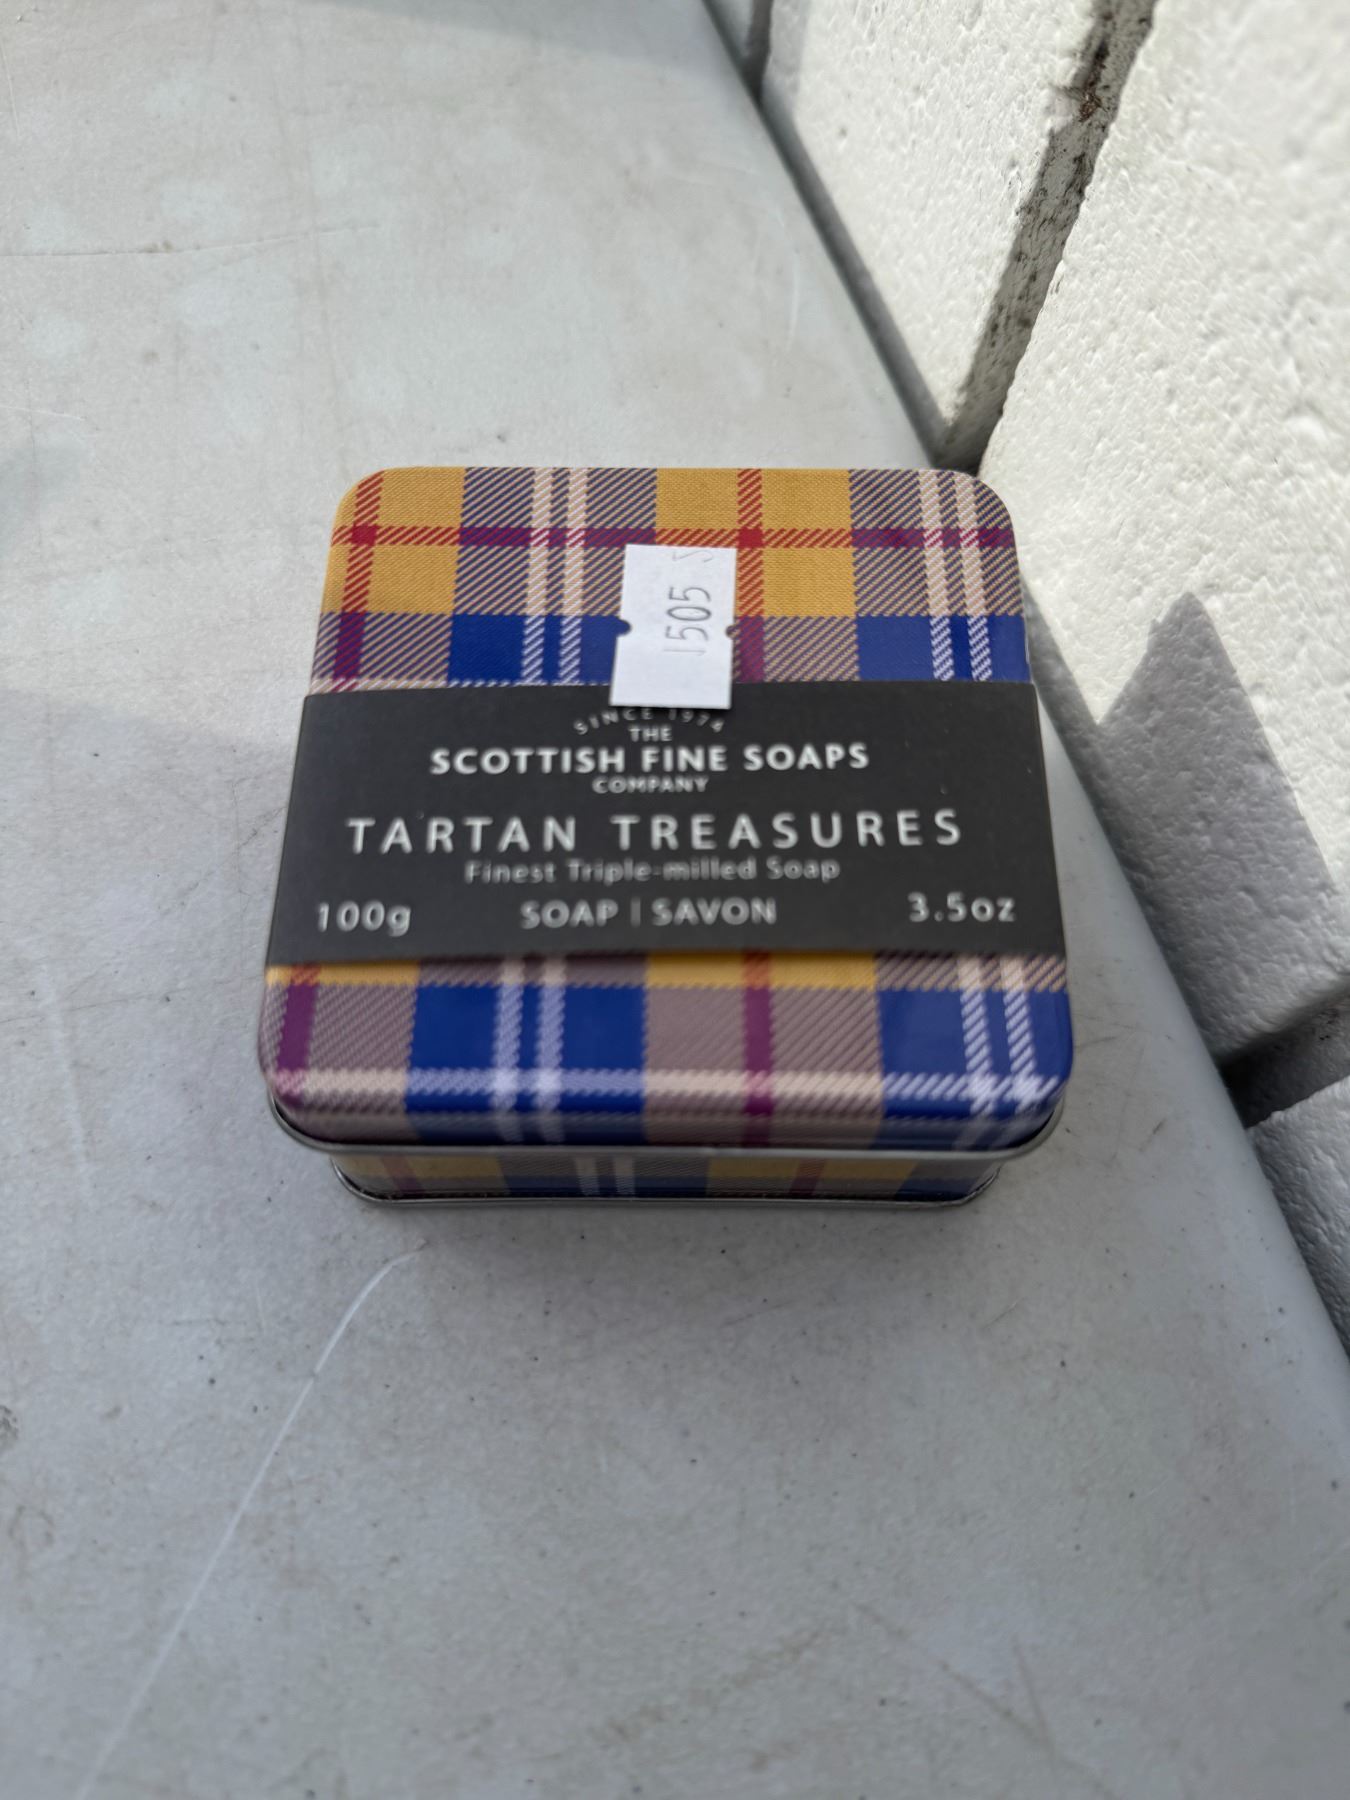 1505
SINCE 1974
THE
SCOTTISH FINE SOAPS
COMPANY
TARTAN TREASURES
Finest Triple-milled Soap
100g SOAP | SAVON 3.5oz